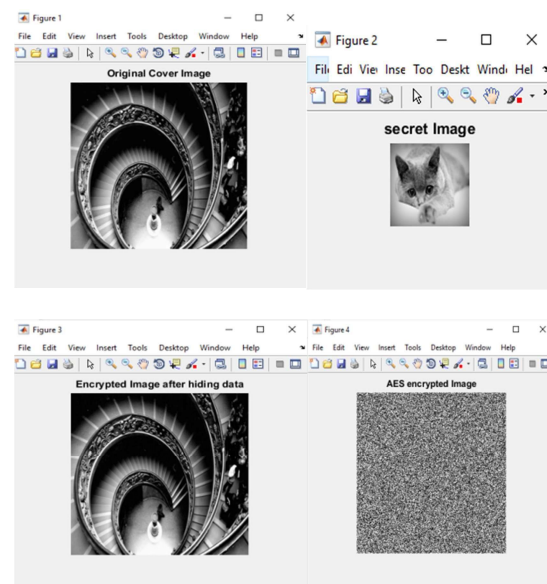 Figure 1
File Edit View Insert Tools Desktop Window Help
Original Cover Image
Figure 2
File Edi Viev Inse Too Deskt Windo Hel
secret Image
Figure 3
File Edit View Insert Tools Desktop Window Help
Encrypted Image after hiding data
Figure 4
File Edit View Insert Tools Desktop Window Help
AES encrypted Image